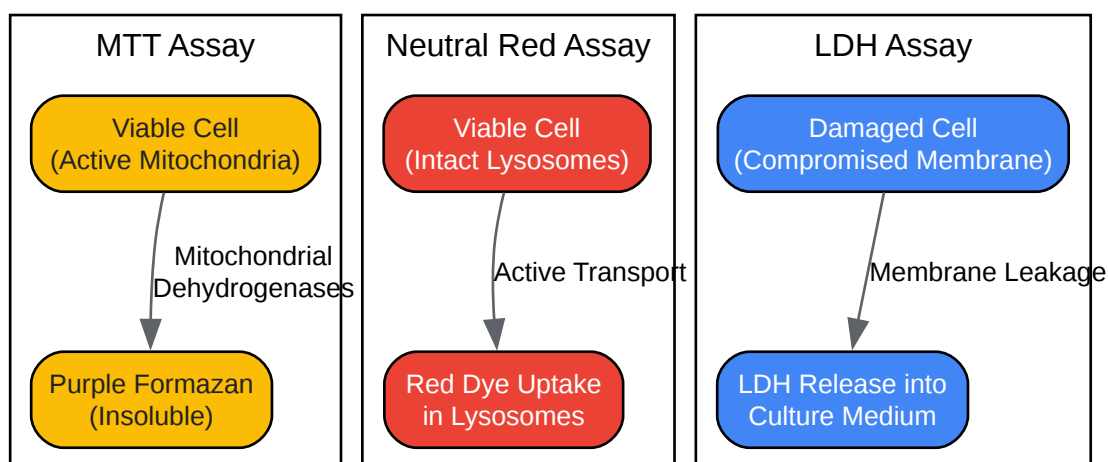 MTT Assay
Viable Cell
(Active Mitochondria)
Mitochondrial
Dehydrogenases
Purple Formazan
(Insoluble)
Neutral Red Assay
Viable Cell
(Intact Lysosomes)
Active Transport
Red Dye Uptake
in Lysosomes
LDH Assay
Damaged Cell
(Compromised Membrane)
Membrane Leakage
LDH Release into
Culture Medium